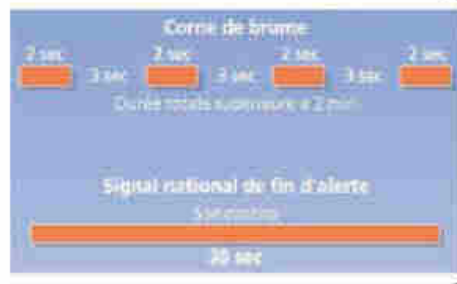 Corne de brume
2 sec 2 sec 2 sec 2 sec
3 sec 3 sec 3 sec
Durée totale supérieure à 2 min
Signal national de fin d'alerte
Son continu
30 sec